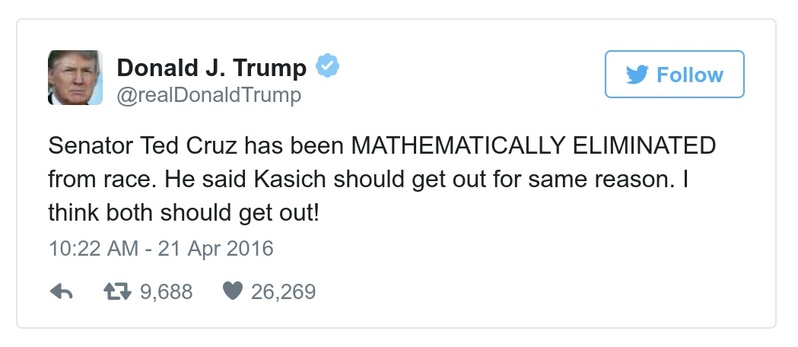 Donald J. Trump
@realDonaldTrump
Follow
Senator Ted Cruz has been MATHEMATICALLY ELIMINATED
from race. He said Kasich should get out for same reason. I
think both should get out!
10:22 AM - 21 Apr 2016
9,688 26,269